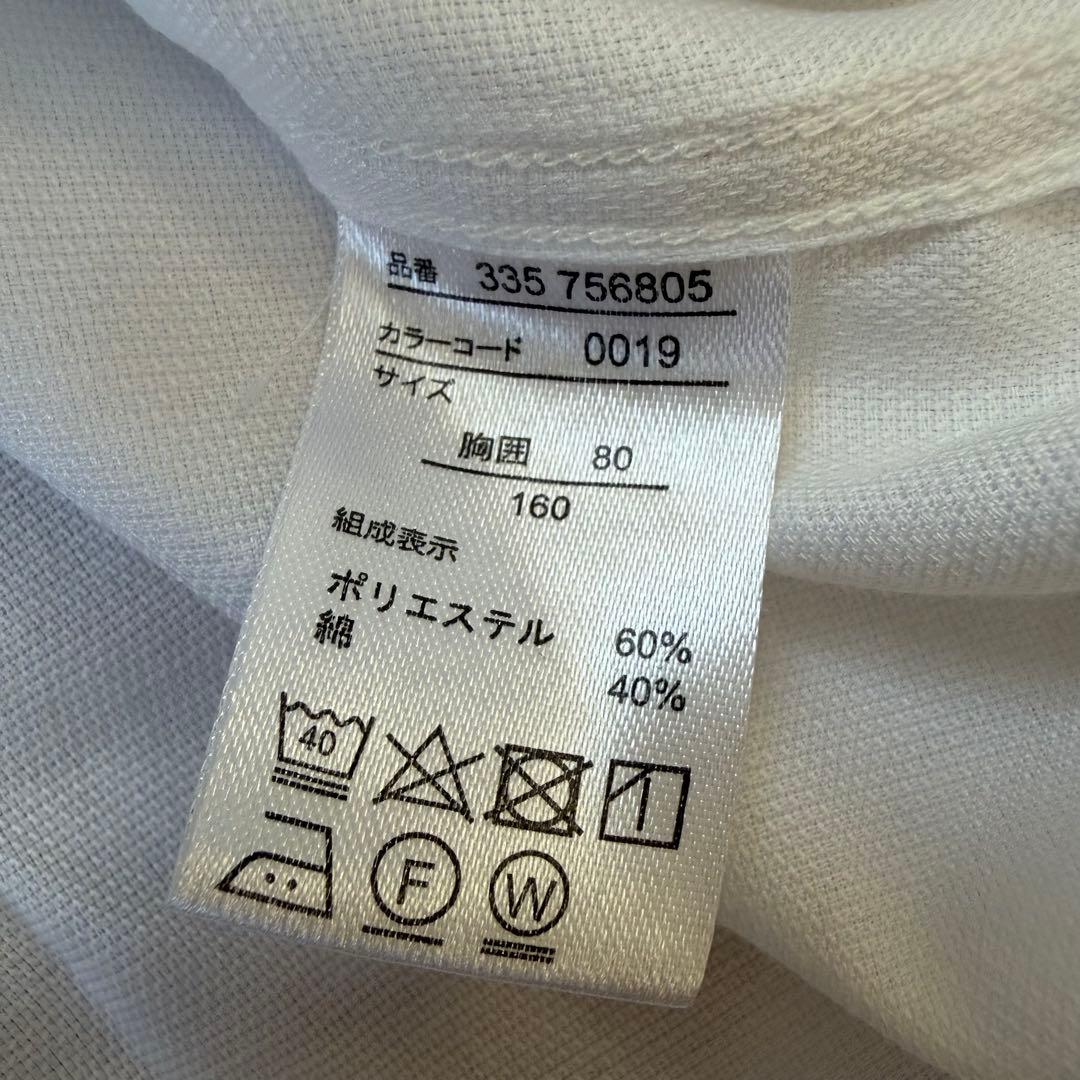 品番 335 756805
カラーコード 0019
サイズ
胸囲 80
160
組成表示
ポリエステル 60%
綿 40%
40
F W